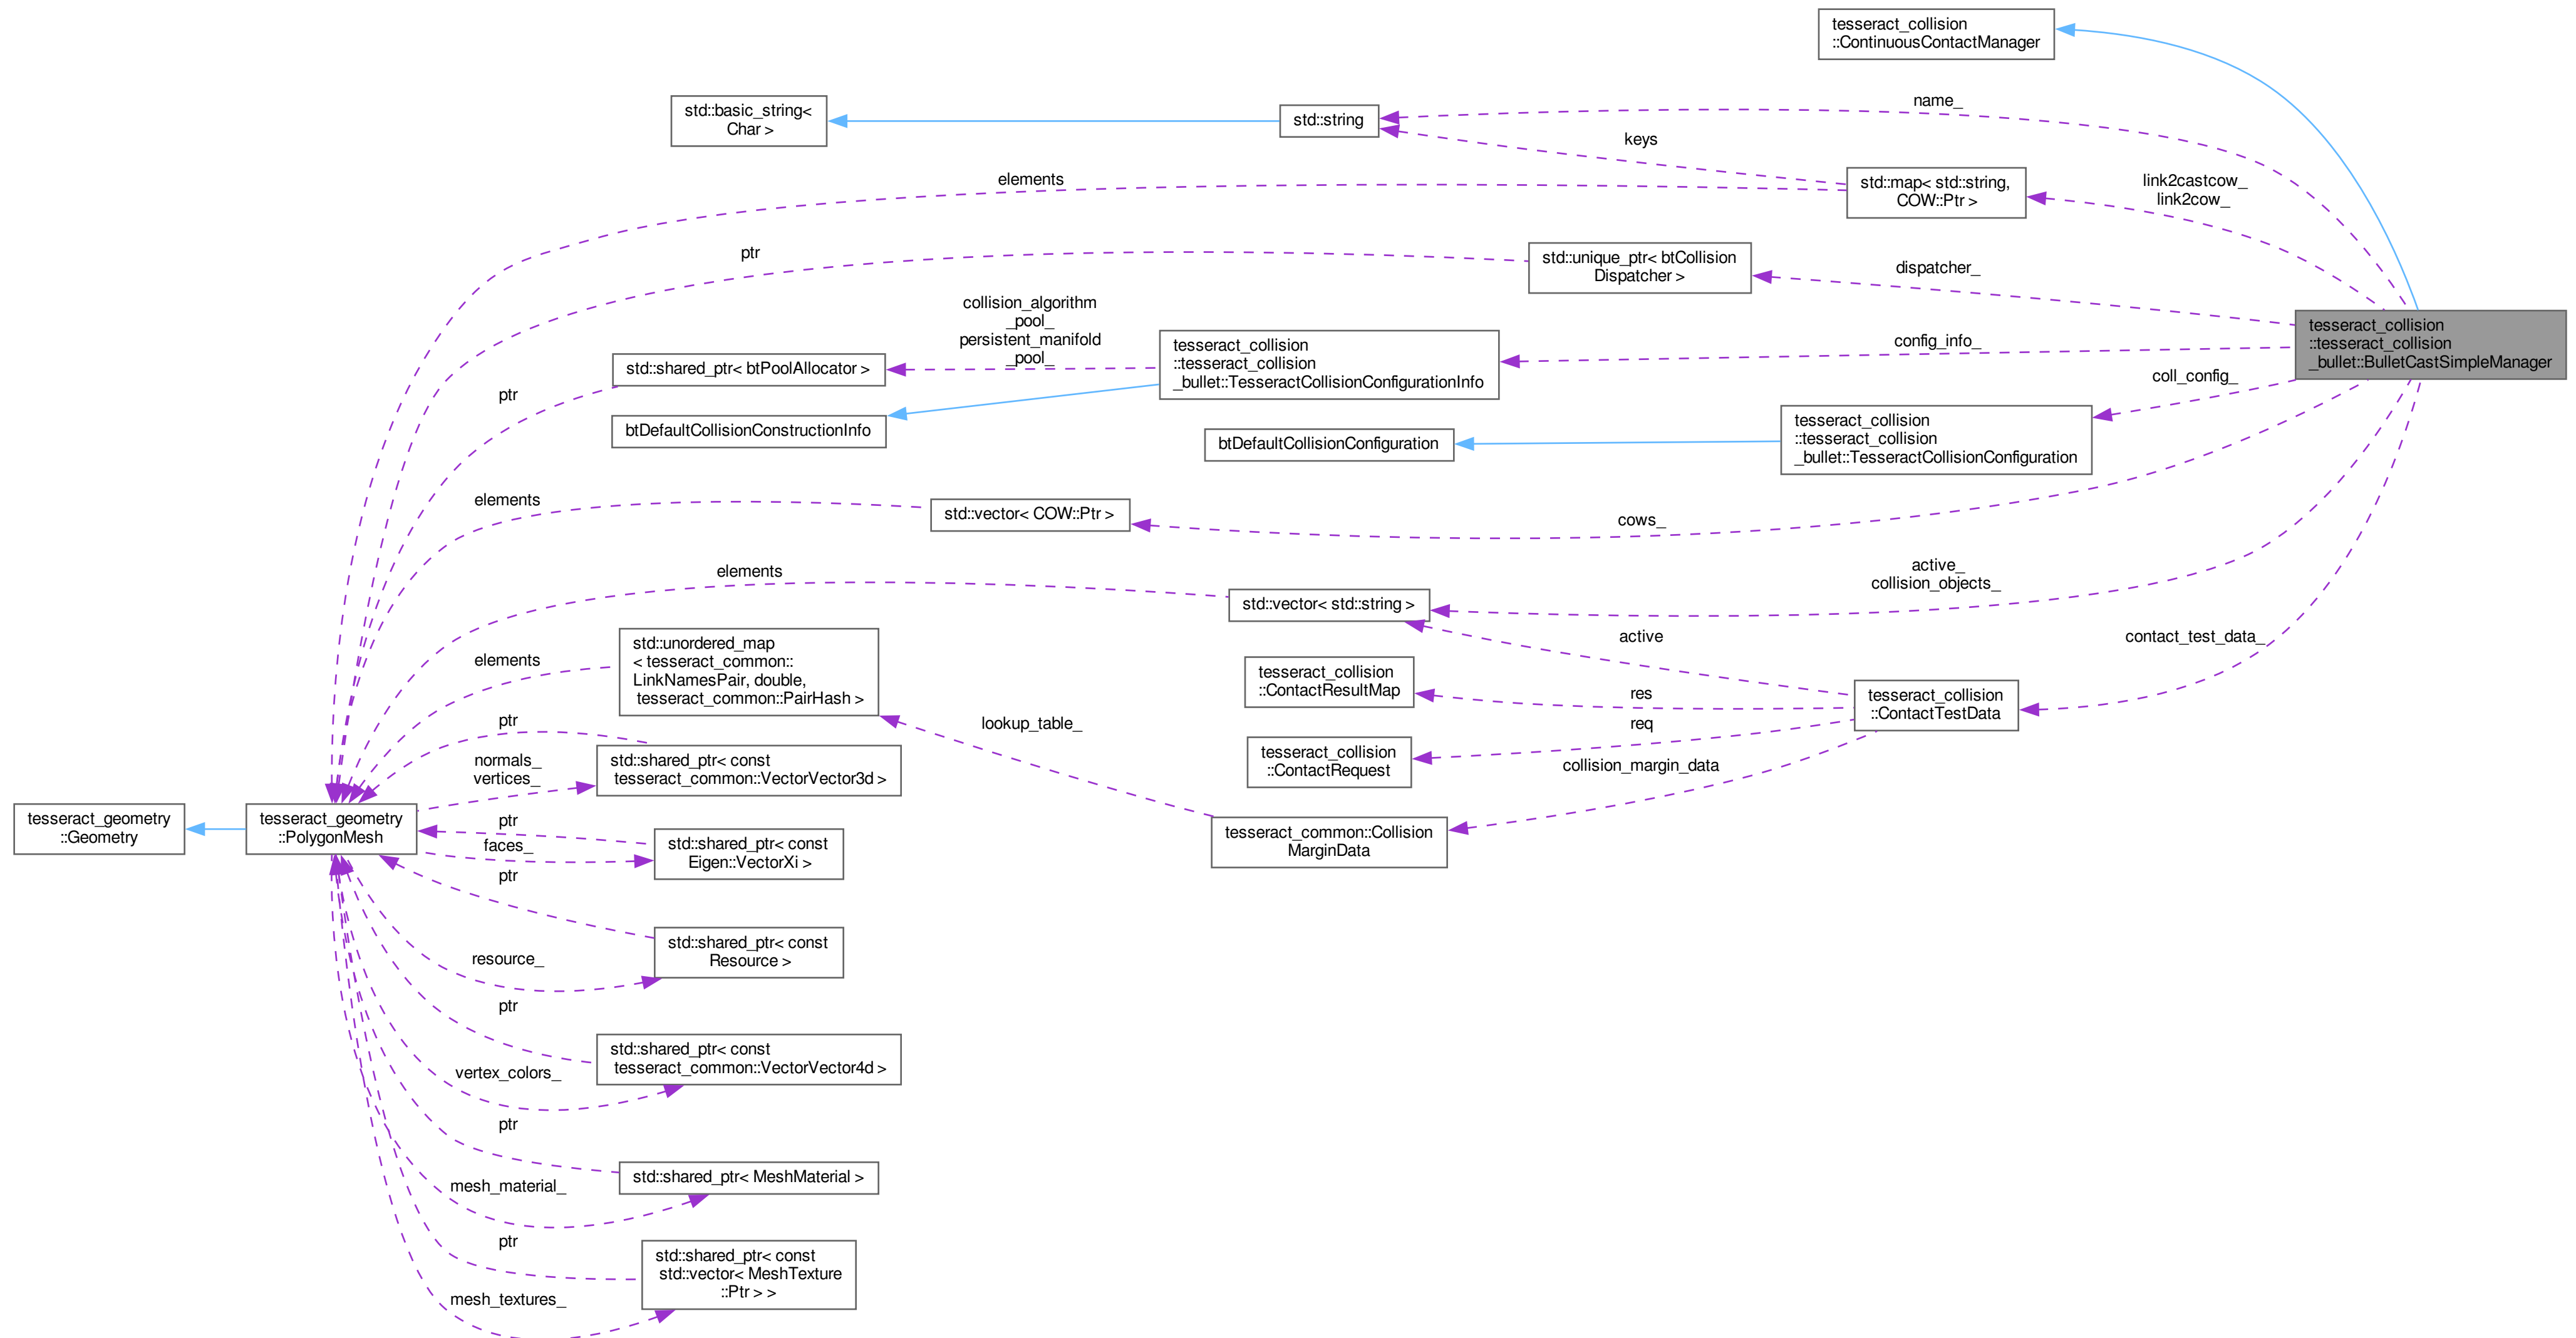 tesseract_collision
::ContinuousContactManager
std::basic_string<
Char >
std::string
name_
keys
elements
std::map< std::string,
COW::Ptr >
link2castcow_
link2cow_
ptr
std::unique_ptr< btCollision
Dispatcher >
dispatcher_
collision_algorithm
_pool_
persistent_manifold
_pool_
tesseract_collision
::tesseract_collision
_bullet::TesseractCollisionConfigurationInfo
config_info_
tesseract_collision
::tesseract_collision
_bullet::BulletCastSimpleManager
std::shared_ptr< btPoolAllocator >
ptr
btDefaultCollisionConstructionInfo
coll_config_
btDefaultCollisionConfiguration
tesseract_collision
::tesseract_collision
_bullet::TesseractCollisionConfiguration
elements
std::vector< COW::Ptr >
cows_
elements
std::vector< std::string >
active_
collision_objects_
std::unordered_map
< tesseract_common::
LinkNamesPair, double,
tesseract_common::PairHash >
elements
active
contact_test_data_
tesseract_collision
::ContactResultMap
res
tesseract_collision
::ContactTestData
ptr
lookup_table_
req
tesseract_collision
::ContactRequest
normals_
vertices_
std::shared_ptr< const
tesseract_common::VectorVector3d >
collision_margin_data
tesseract_geometry
::Geometry
tesseract_geometry
::PolygonMesh
ptr
faces_
std::shared_ptr< const
Eigen::VectorXi >
tesseract_common::Collision
MarginData
ptr
std::shared_ptr< const
Resource >
resource_
ptr
std::shared_ptr< const
tesseract_common::VectorVector4d >
vertex_colors_
ptr
std::shared_ptr< MeshMaterial >
mesh_material_
ptr
std::shared_ptr< const
std::vector< MeshTexture
::Ptr > >
mesh_textures_